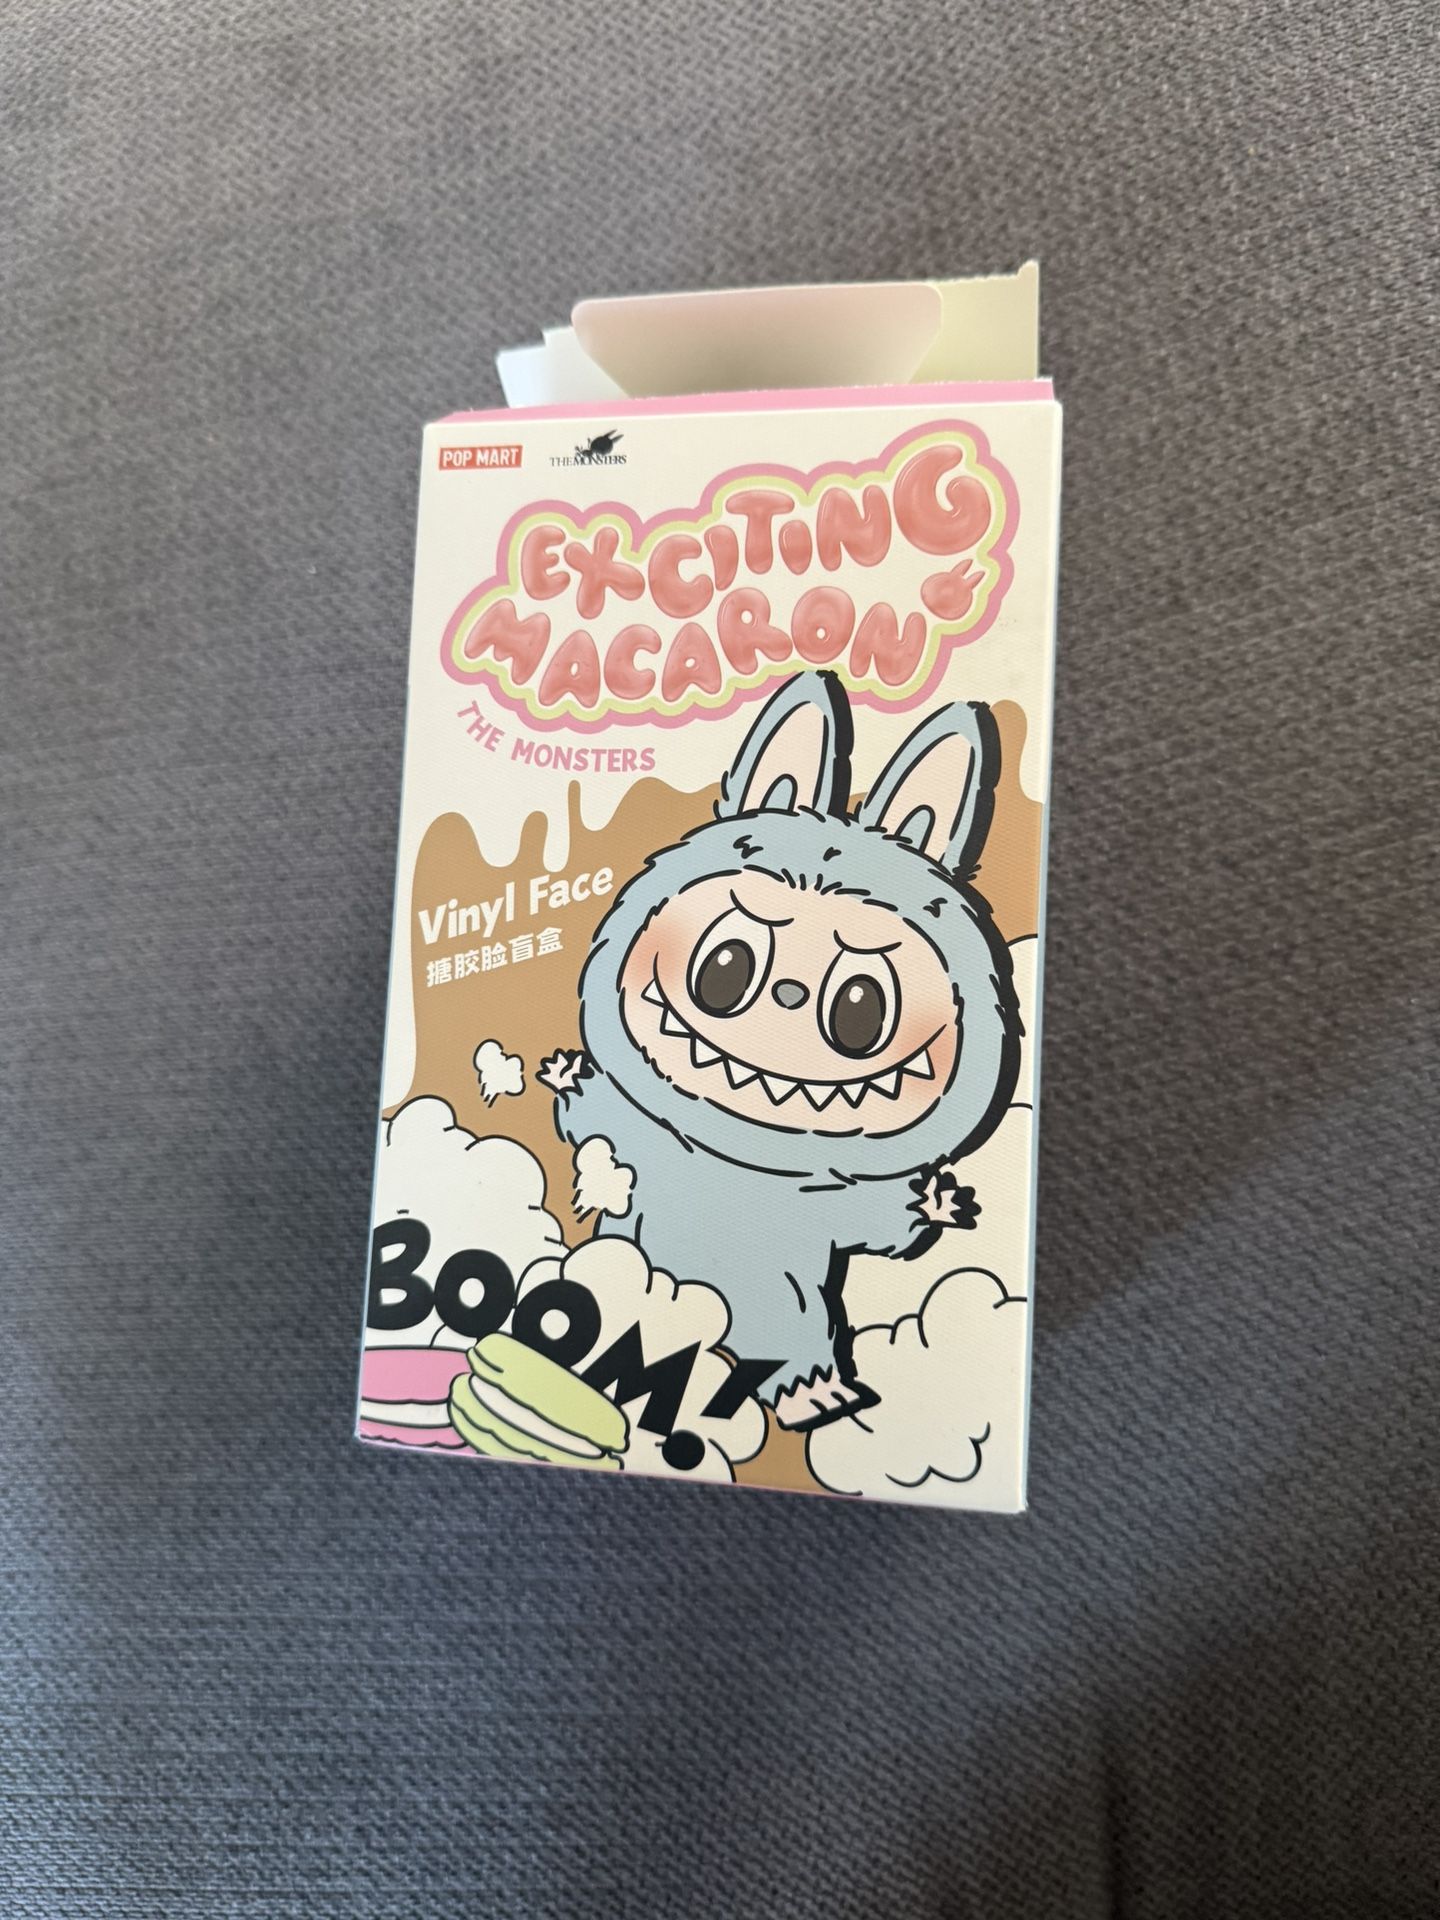 POP MART
THE MONSTERS
EXCITING
MACARON
THE MONSTERS
Vinyl Face
搪胶脸盲盒
BOOM!